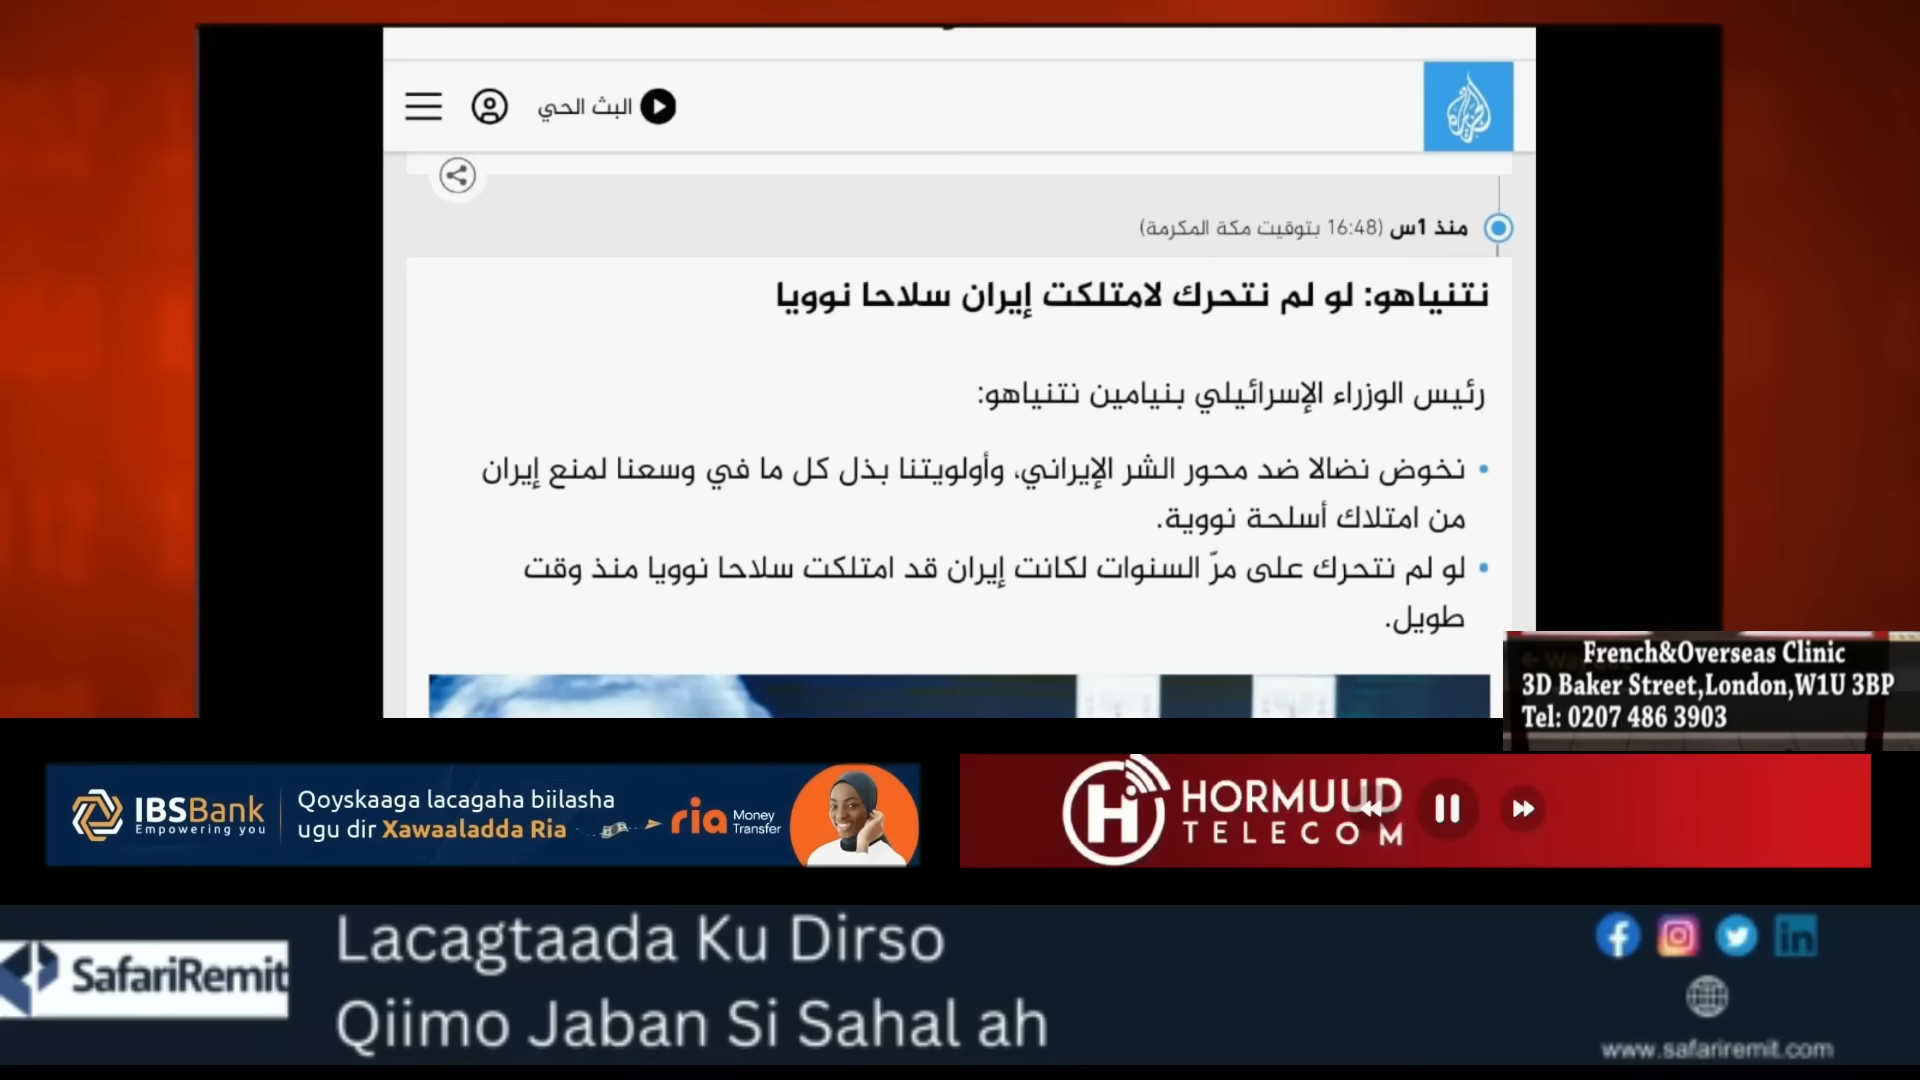 البث الحي
منذ 1س (16:48 بتوقيت مكة المكرمة)
نتنياهو: لو لم نتحرك لامتلكت إيران سلاحا نوويا
رئيس الوزراء الإسرائيلي بنيامين نتنياهو:
• نخوض نضالا ضد محور الشر الإيراني، وأولويتنا بذل كل ما في وسعنا لمنع إيران
من امتلاك أسلحة نووية.
• لو لم نتحرك على مرّ السنوات لكانت إيران قد امتلكت سلاحا نوويا منذ وقت
طويل.
French&Overseas Clinic
3D Baker Street,London,W1U 3BP
Tel: 0207 486 3903
IBSBank
Empowering you
Qoyskaaga lacagaha biilasha
ugu dir Xawaaladda Ria
ria Money
Transfer
HORMUUD
TELECOM
SafariRemit
Lacagtaada Ku Dirso
Qiimo Jaban Si Sahal ah
www.safariremit.com